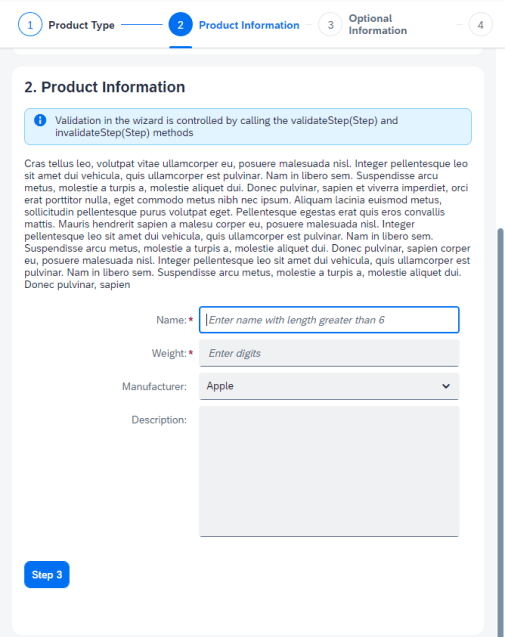 1 Product Type 2 Product Information 3 Optional Information 4
2. Product Information
Validation in the wizard is controlled by calling the validateStep(Step) and
invalidateStep(Step) methods
Cras tellus leo, volutpat vitae ullamcorper eu, posuere malesuada nisl. Integer pellentesque leo
sit amet dui vehicula, quis ullamcorper est pulvinar. Nam in libero sem. Suspendisse arcu
metus, molestie a turpis a, molestie aliquet dui. Donec pulvinar, sapien et viverra imperdiet, orci
erat porttitor nulla, eget commodo metus nibh nec ipsum. Aliquam lacinia euismod metus,
sollicitudin pellentesque purus volutpat eget. Pellentesque egestas erat quis eros convallis
mattis. Mauris hendrerit sapien a malesu corper eu, posuere malesuada nisl. Integer
pellentesque leo sit amet dui vehicula, quis ullamcorper est pulvinar. Nam in libero sem.
Suspendisse arcu metus, molestie a turpis a, molestie aliquet dui. Donec pulvinar, sapien corper
eu, posuere malesuada nisl. Integer pellentesque leo sit amet dui vehicula, quis ullamcorper est
pulvinar. Nam in libero sem. Suspendisse arcu metus, molestie a turpis a, molestie aliquet dui.
Donec pulvinar, sapien
Name:* Enter name with length greater than 6
Weight:* Enter digits
Manufacturer: Apple
Description:
Step 3